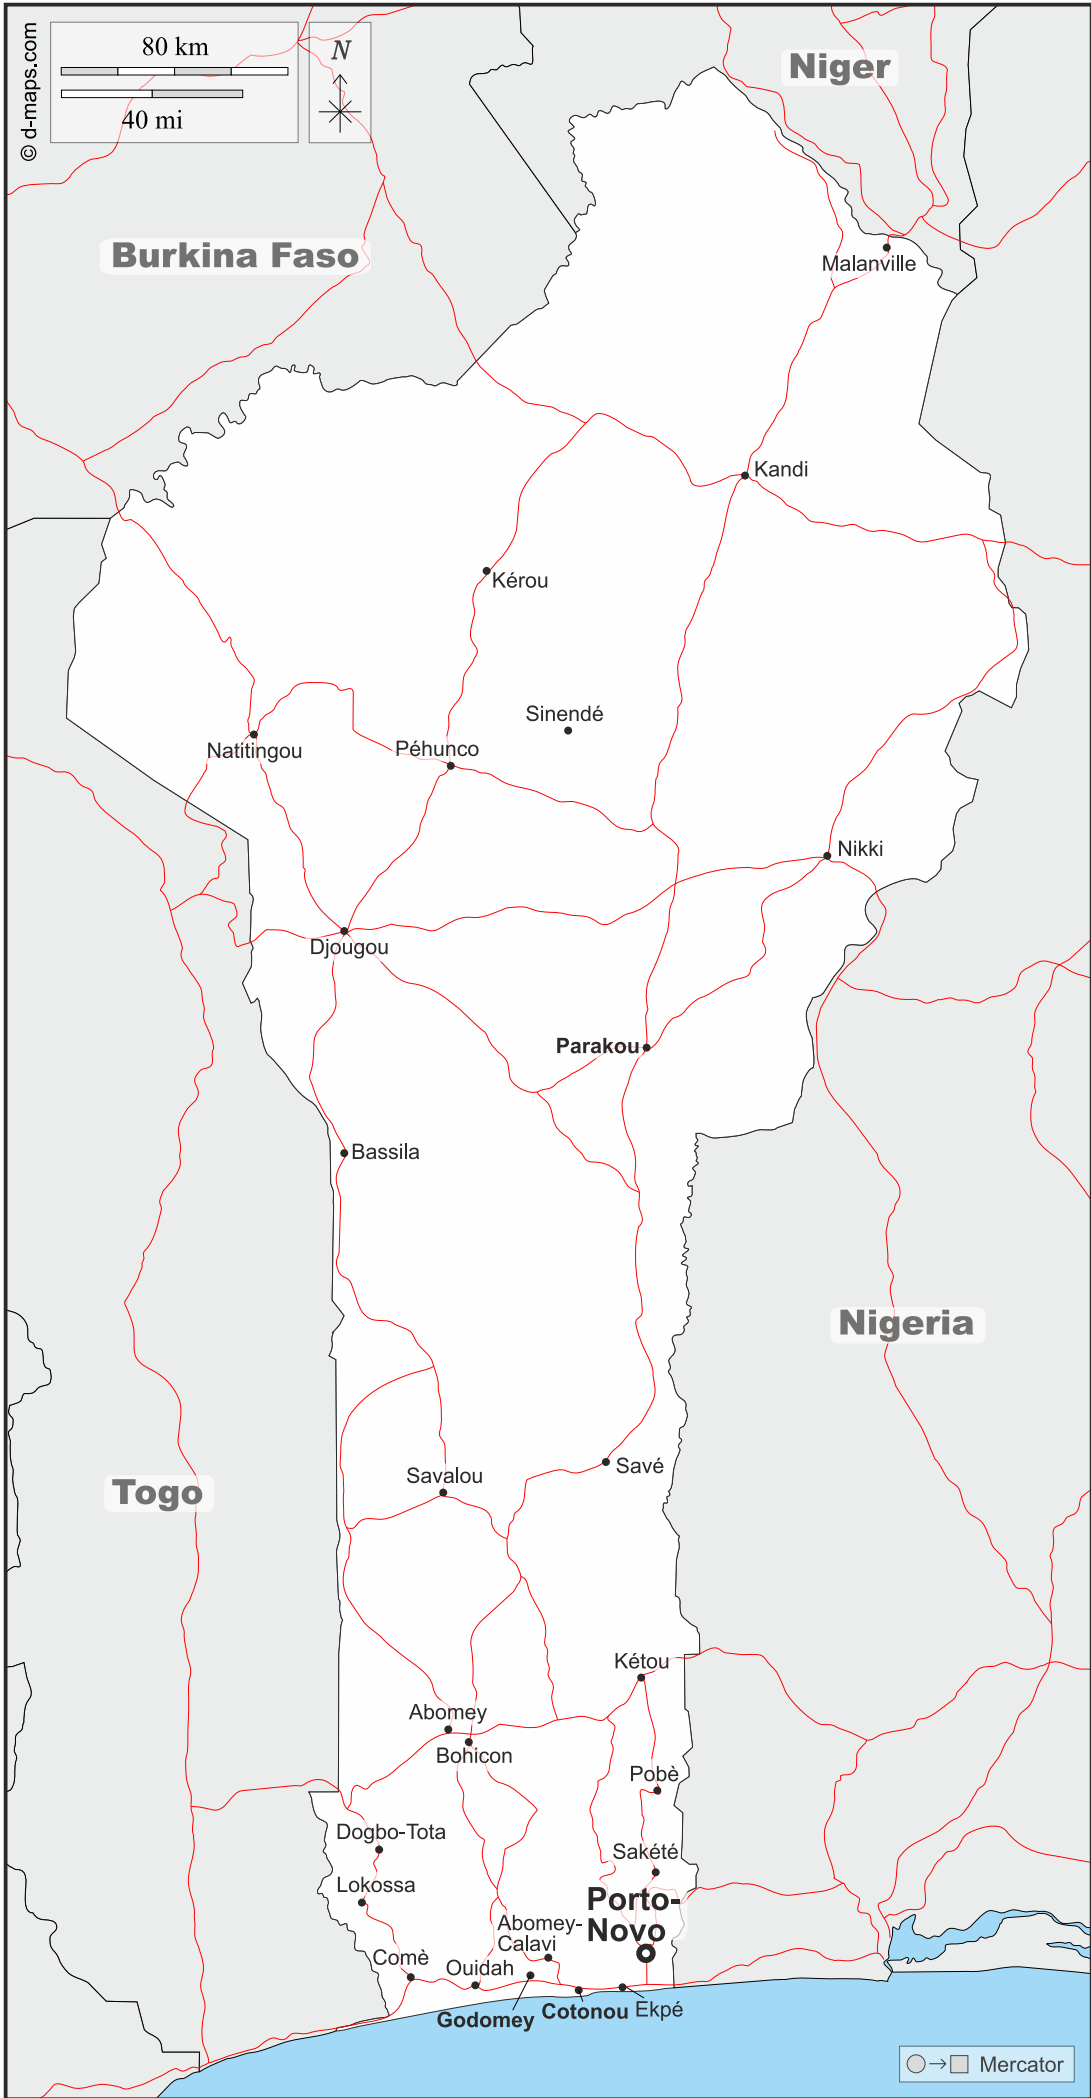 © d-maps.com
80 km
40 mi
N
Niger
Burkina Faso
Malanville
Kandi
Kérou
Sinendé
Natitingou
Péhunco
Nikki
Djougou
Parakou
Bassila
Nigeria
Savé
Savalou
Togo
Kétou
Abomey
Bohicon
Pobè
Dogbo-Tota
Sakété
Lokossa
Porto-
Novo
Abomey-
Calavi
Comè
Ouidah
Godomey
Cotonou
Ekpé
Mercator